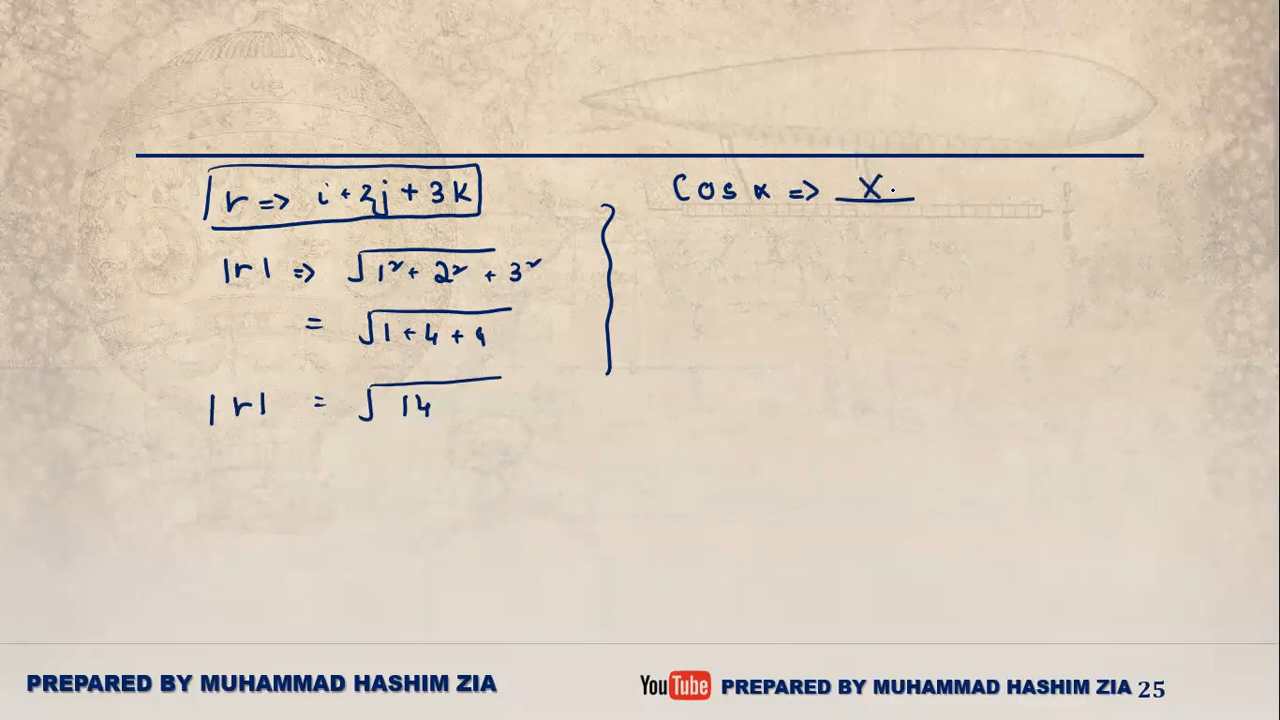 r => i + 2j + 3k
|r| => √1² + 2² + 3²
= √1 + 4 + 9
|r| = √14
Cos α => X
PREPARED BY MUHAMMAD HASHIM ZIA
YouTube PREPARED BY MUHAMMAD HASHIM ZIA 25